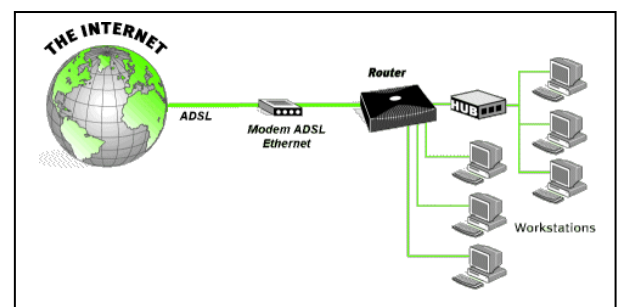 THE INTERNET
ADSL
Modem ADSL
Ethernet
Router
HUB
Workstations